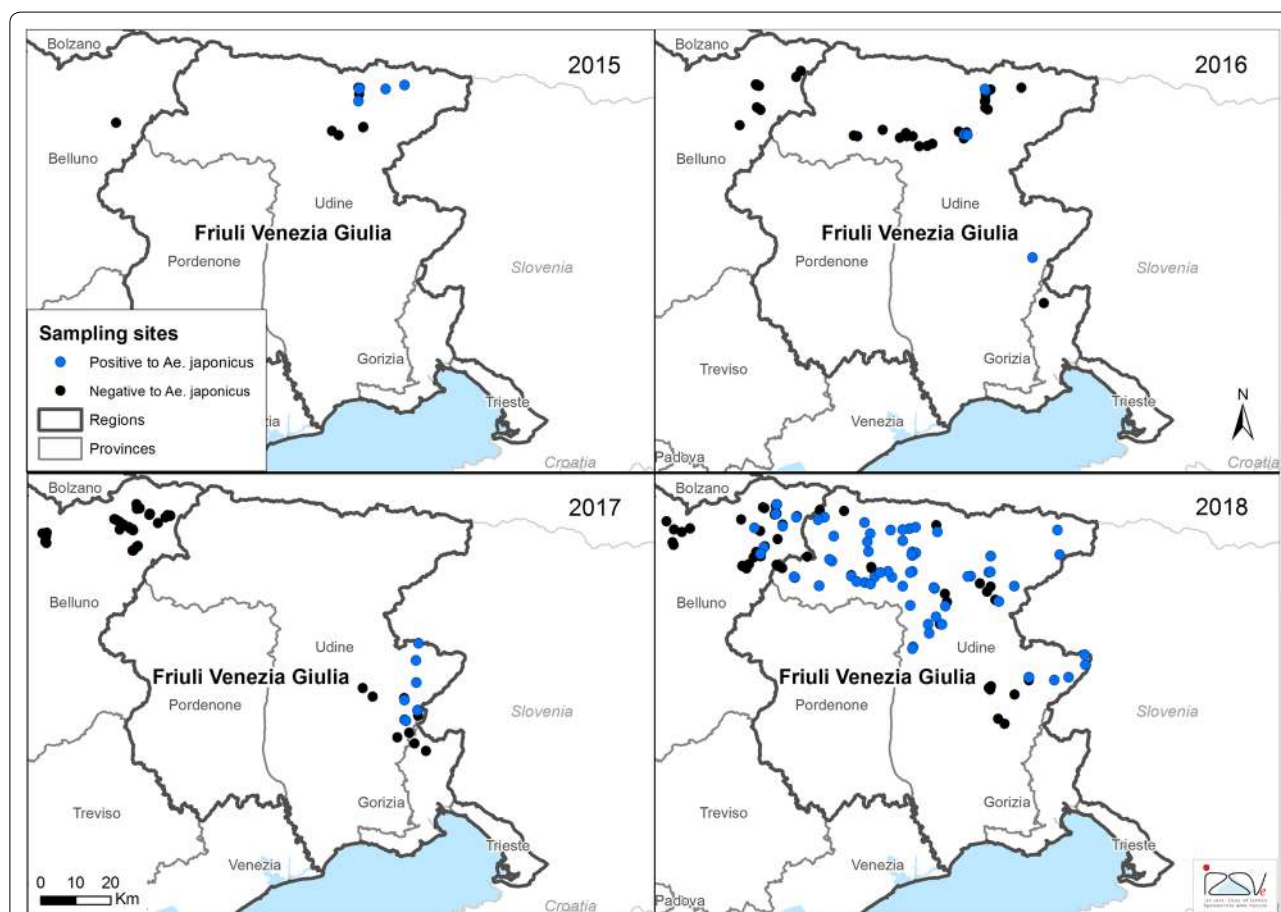 Bolzano
2015
Belluno
Udine
Friuli Venezia Giulia
Pordenone
Slovenia
Sampling sites
Positive to Ae. japonicus
Negative to Ae. japonicus
Regions
Provinces
Gorizia
Trieste
zia
Croatia
Bolzano
2016
Belluno
Udine
Friuli Venezia Giulia
Pordenone
Slovenia
Gorizia
Treviso
N
Trieste
Venezia
Padova
Croatia
Bolzano
2017
Belluno
Udine
Friuli Venezia Giulia
Pordenone
Slovenia
Gorizia
Treviso
Trieste
Venezia
0 10 20
Km
Croatia
Bolzano
2018
Belluno
Udine
Friuli Venezia Giulia
Pordenone
Slovenia
Gorizia
Treviso
Trieste
Venezia
Padova